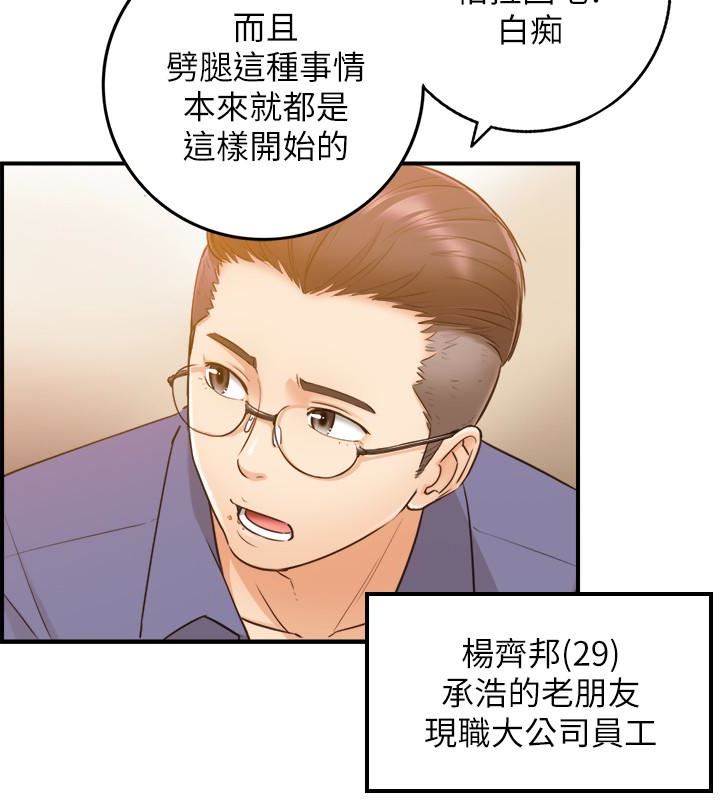 白痴
而且
劈腿這種事情
本來就都是
這樣開始的
楊齊邦(29)
承浩的老朋友
現職大公司員工